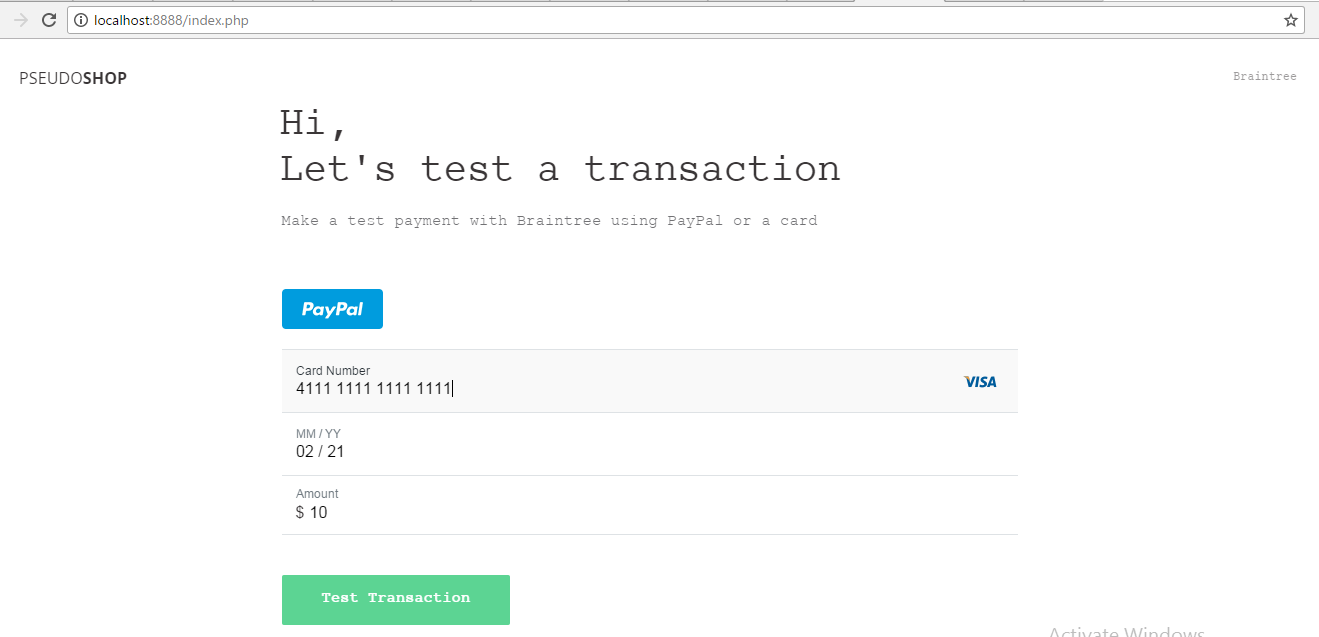 localhost:8888/index.php
PSEUDOSHOP
Braintree
Hi,
Let's test a transaction
Make a test payment with Braintree using PayPal or a card
PayPal
Card Number
4111 1111 1111 1111
VISA
MM / YY
02 / 21
Amount
$ 10
Test Transaction
Activate Windows